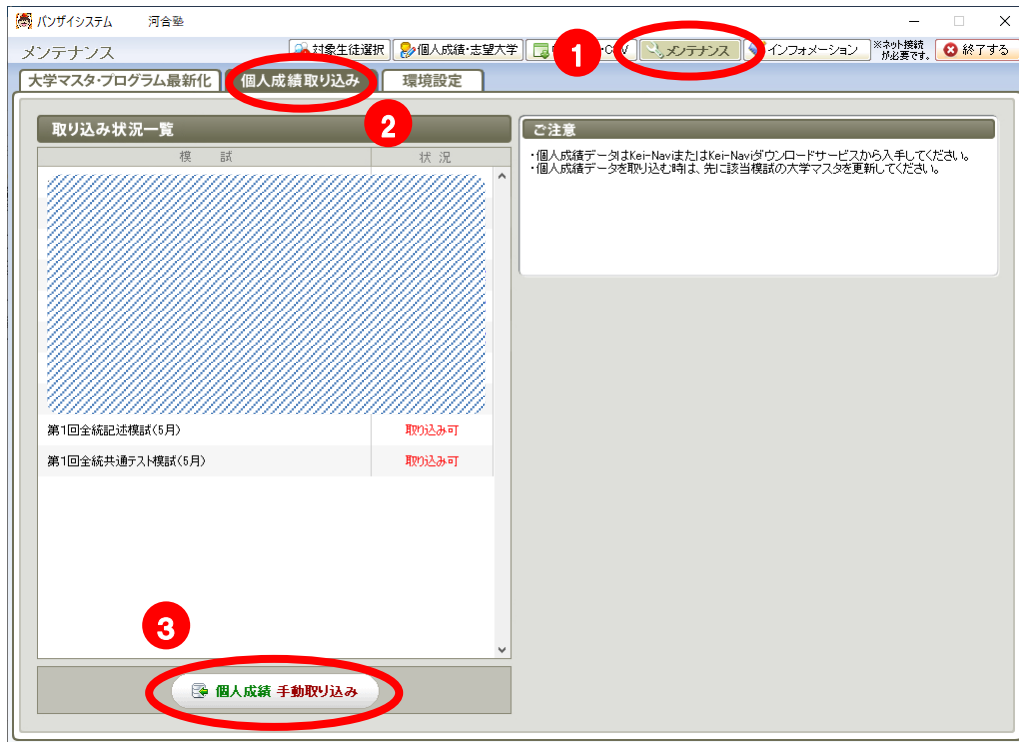 バンザイシステム 河合塾
メンテナンス
対象生徒選択 個人成績・志望大学 メンテナンス インフォメーション ※ネット接続が必要です。 終了する
1
大学マスタ・プログラム最新化 個人成績取り込み 環境設定
2
取り込み状況一覧
模 試 状 況
第1回全統記述模試(5月) 取り込み可
第1回全統共通テスト模試(5月) 取り込み可
3
個人成績 手動取り込み
ご注意
・個人成績データはKei-NaviまたはKei-Naviダウンロードサービスから入手してください。
・個人成績データを取り込む時は、先に該当模試の大学マスタを更新してください。